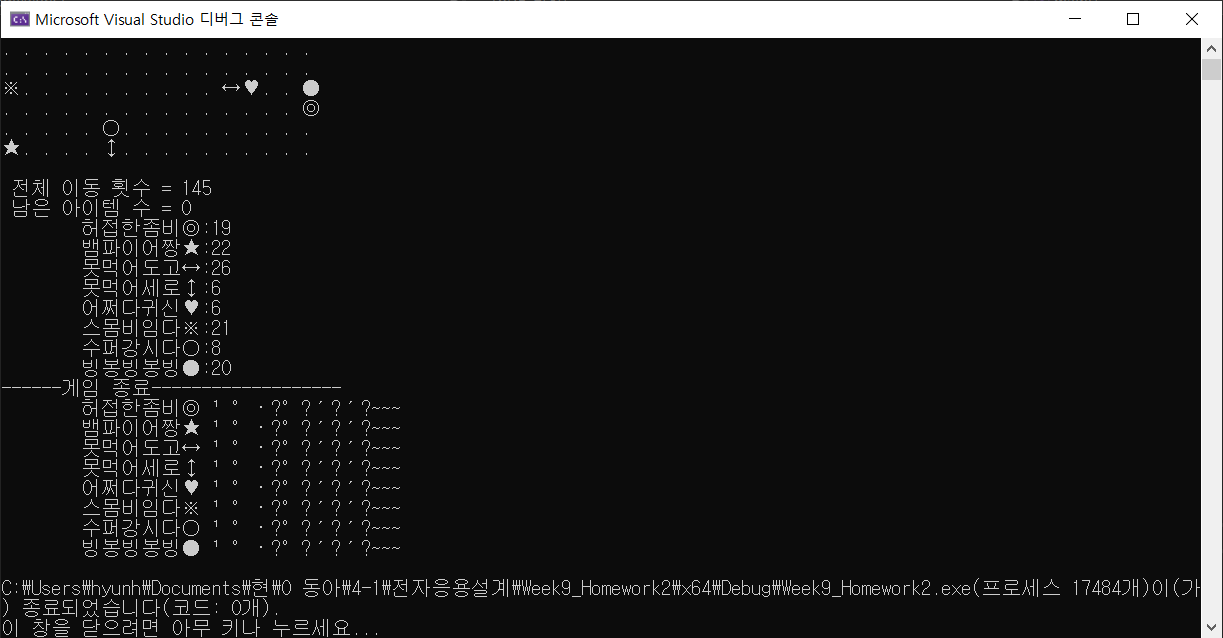 Microsoft Visual Studio 디버그 콘솔
. . . . . . . . . . . . . . . .
. . . . . . . . . . . . . . . .
※. . . . . . . . . . ↔♥. . ●
. . . . . . . . . . . . . . . ◎
. . . . . ○. . . . . . . . . .
★. . . . ↕. . . . . . . . . .
전체 이동 횟수 = 145
남은 아이템 수 = 0
허접한좀비◎:19
뱀파이어짱★:22
못먹어도고↔:26
못먹어세로↕:6
어쩌다귀신♥:6
스몸비임다※:21
수퍼강시다○:8
빙봉빙봉빙●:20
------게임 종료-------------------
허접한좀비◎ ¹ ° ·?° ?´?´?~~~
뱀파이어짱★ ¹ ° ·?° ?´?´?~~~
못먹어도고↔ ¹ ° ·?° ?´?´?~~~
못먹어세로↕ ¹ ° ·?° ?´?´?~~~
어쩌다귀신♥ ¹ ° ·?° ?´?´?~~~
스몸비임다※ ¹ ° ·?° ?´?´?~~~
수퍼강시다○ ¹ ° ·?° ?´?´?~~~
빙봉빙봉빙● ¹ ° ·?° ?´?´?~~~
C:₩Users₩hyunh₩Documents₩현₩0 동아₩4-1₩전자응용설계₩Week9_Homework2₩x64₩Debug₩Week9_Homework2.exe(프로세스 17484개)이(가
) 종료되었습니다(코드: 0개).
이 창을 닫으려면 아무 키나 누르세요...